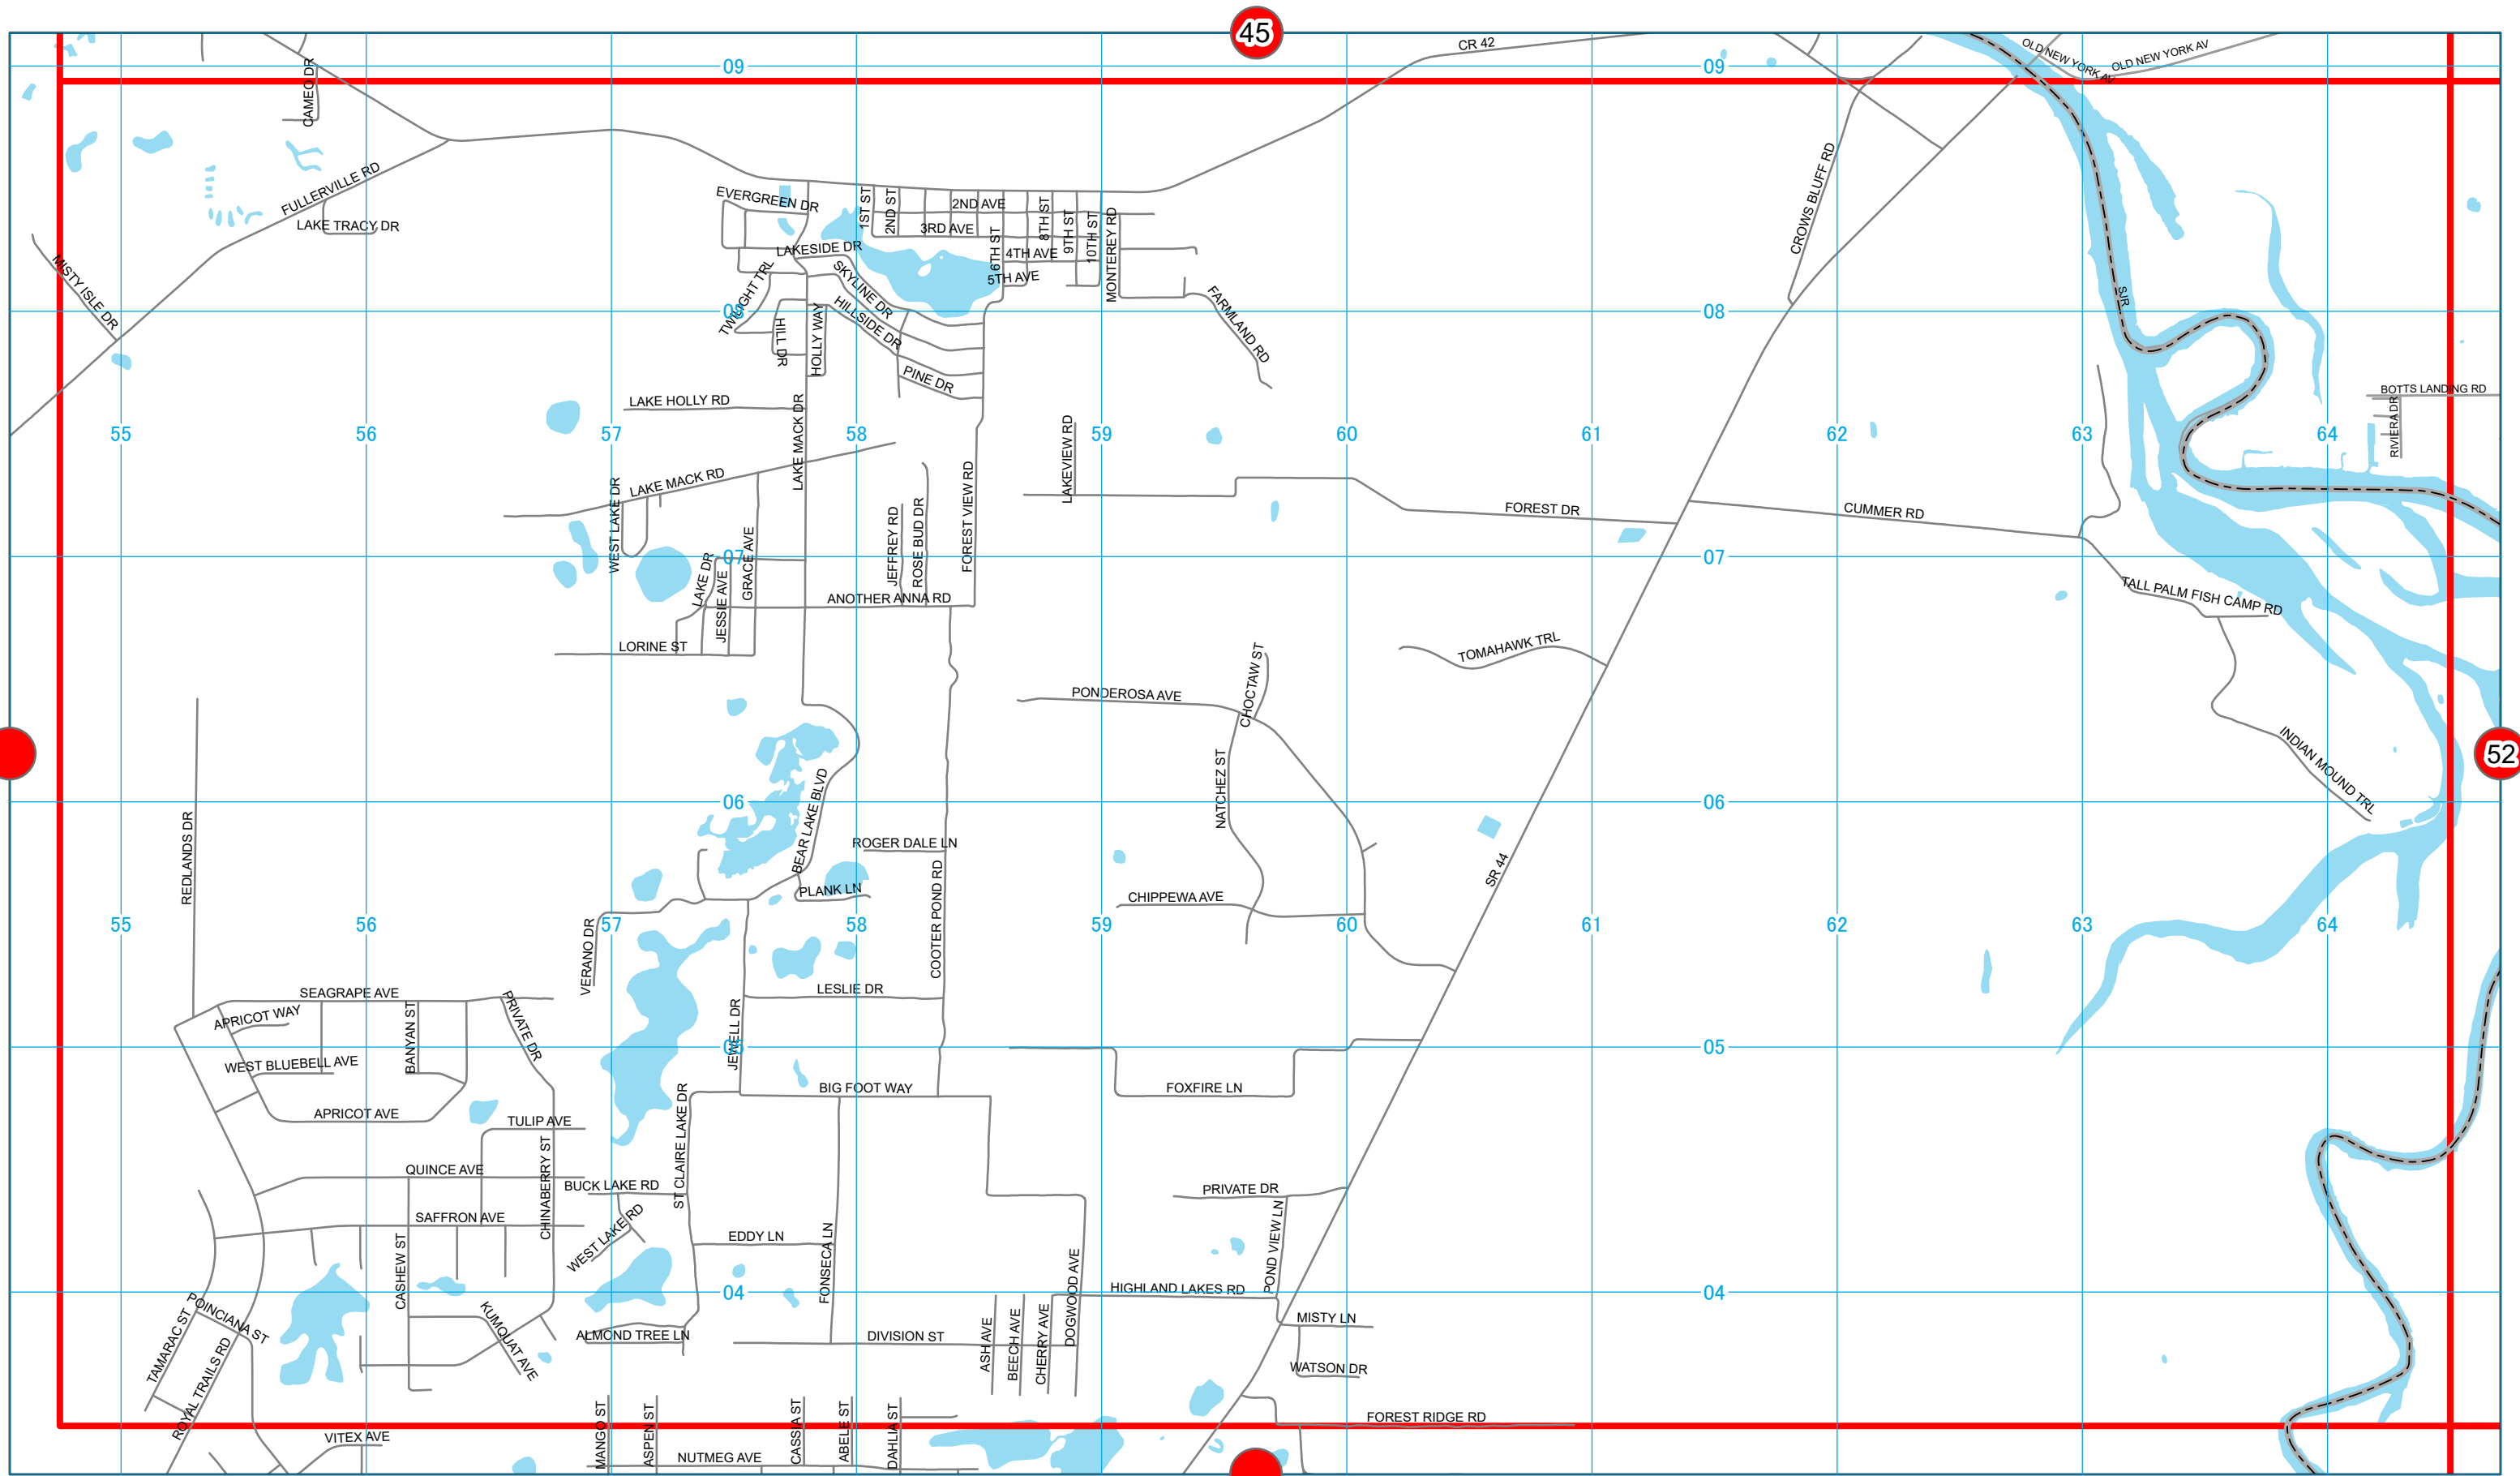 45
CR 42
OLD NEW YORK AV
OLD NEW YORK AV
09
09
CAMEO DR
FULLERVILLE RD
LAKE TRACY DR
MISTY ISLE DR
EVERGREEN DR
1ST ST
2ND ST
2ND AVE
3RD AVE
6TH ST
4TH AVE
5TH AVE
8TH ST
9TH ST
10TH ST
MONTEREY RD
CROWS BLUFF RD
LAKESIDE DR
SKYLINE DR
TWILIGHT TRL
HILLSIDE DR
HILL DR
HOLLY WAY
PINE DR
FARMLAND RD
SJR
08
08
BOTTS LANDING RD
RIVIERA DR
LAKE HOLLY RD
LAKE MACK DR
LAKEVIEW RD
55
56
57
58
59
60
61
62
63
64
LAKE MACK RD
WEST LAKE DR
FOREST VIEW RD
ROSE BUD DR
JEFFREY RD
GRACE AVE
FOREST DR
CUMMER RD
07
07
LAKE DR
JESSIE AVE
ANOTHER ANNA RD
TALL PALM FISH CAMP RD
LORINE ST
TOMAHAWK TRL
CHOCTAW ST
PONDEROSA AVE
NATCHEZ ST
INDIAN MOUND TRL
52
06
06
BEAR LAKE BLVD
REDLANDS DR
ROGER DALE LN
COOTER POND RD
SR 44
PLANK LN
CHIPPEWA AVE
55
56
57
58
59
60
61
62
63
64
VERANO DR
SEAGRAPE AVE
APRICOT WAY
BANYAN ST
PRIVATE DR
LESLIE DR
JEWELL DR
05
05
WEST BLUEBELL AVE
APRICOT AVE
BIG FOOT WAY
FOXFIRE LN
TULIP AVE
ST CLAIRE LAKE DR
CHINABERRY ST
QUINCE AVE
BUCK LAKE RD
PRIVATE DR
SAFFRON AVE
WEST LAKE RD
EDDY LN
FONSECA LN
POND VIEW LN
CASHEW ST
DOGWOOD AVE
HIGHLAND LAKES RD
04
04
POINCIANA ST
TAMARAC ST
ROYAL TRAILS RD
KUMQUAT AVE
ALMOND TREE LN
DIVISION ST
ASH AVE
BEECH AVE
CHERRY AVE
MISTY LN
WATSON DR
FOREST RIDGE RD
VITEX AVE
MANGO ST
ASPEN ST
NUTMEG AVE
CASSIA ST
ABELE ST
DAHLIA ST